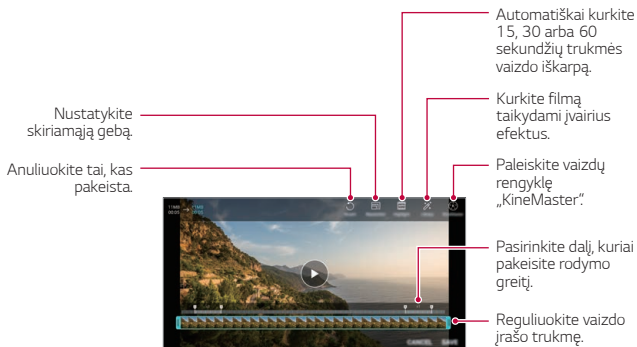 Automatiškai kurkite
15, 30 arba 60
sekundžių trukmės
vaizdo iškarpą.
Nustatykite
skiriamąją gebą.
Kurkite filmą
taikydami įvairius
efektus.
Anuliuokite tai, kas
pakeista.
Paleiskite vaizdų
rengyklę
„KineMaster“.
Pasirinkite dalį, kuriai
pakeisite rodymo
greitį.
Reguliuokite vaizdo
įrašo trukmę.
CANCEL SAVE